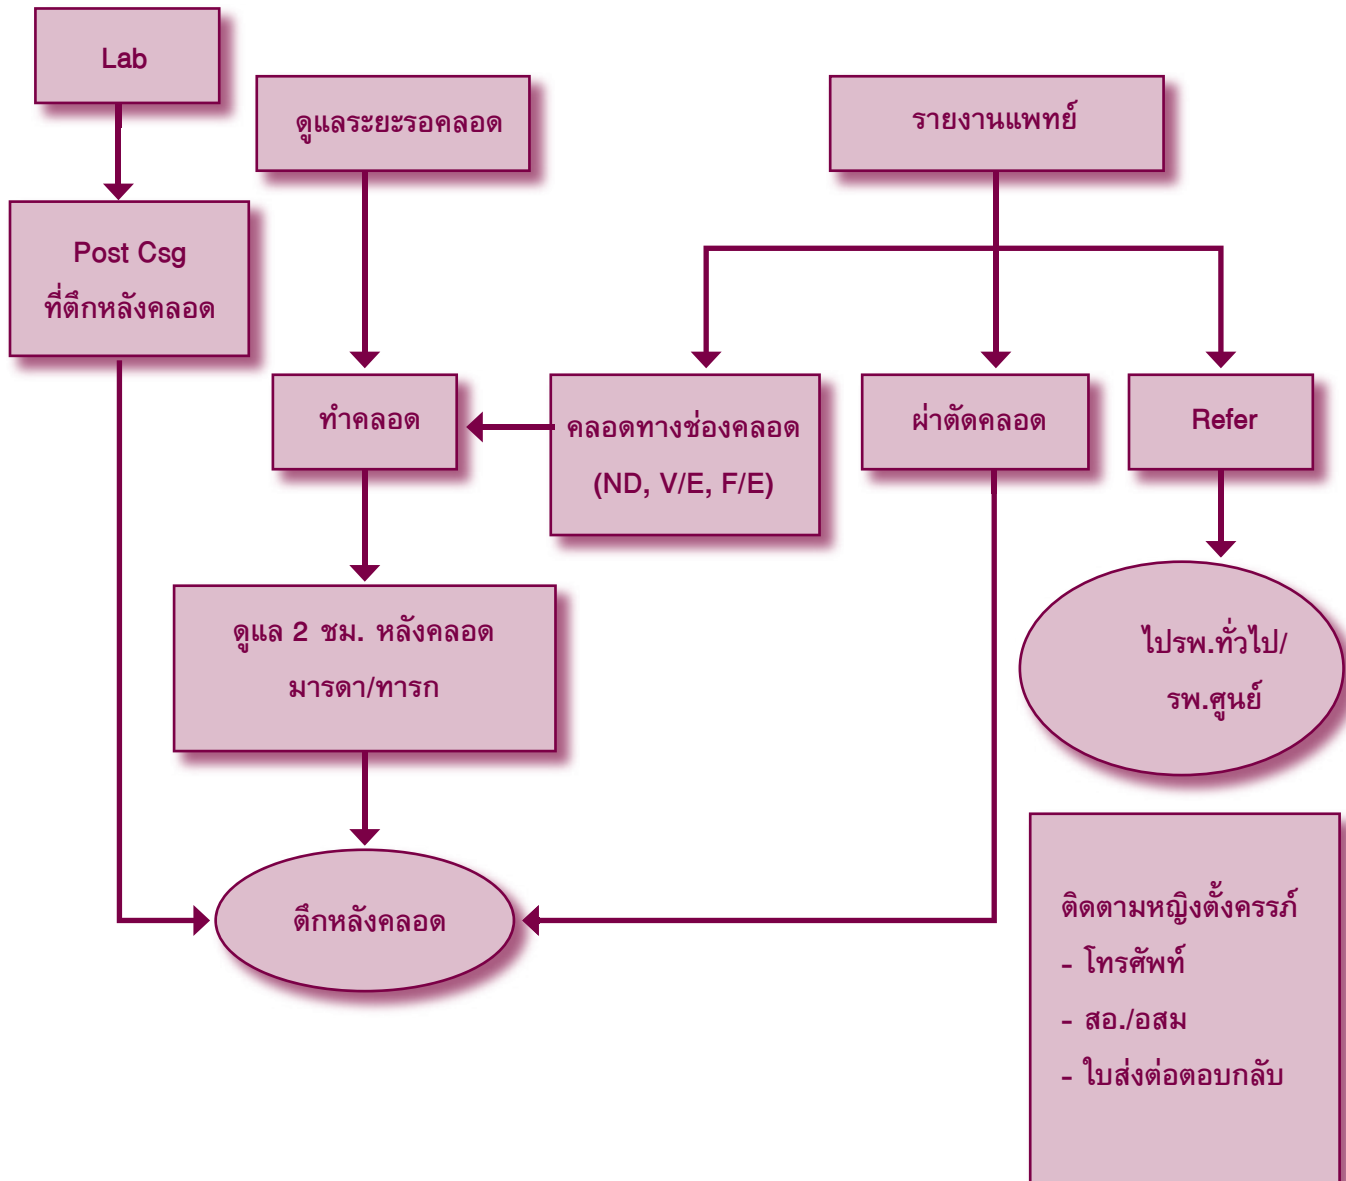 Lab
ดูแลระยะรอคลอด
รายงานแพทย์
Post Csg
ที่ตึกหลังคลอด
ทำคลอด
คลอดทางช่องคลอด
(ND, V/E, F/E)
ผ่าตัดคลอด
Refer
ดูแล 2 ชม. หลังคลอด
มารดา/ทารก
ไปรพ.ทั่วไป/
รพ.ศูนย์
ตึกหลังคลอด
ติดตามหญิงตั้งครรภ์
- โทรศัพท์
- สอ./อสม
- ใบส่งต่อตอบกลับ